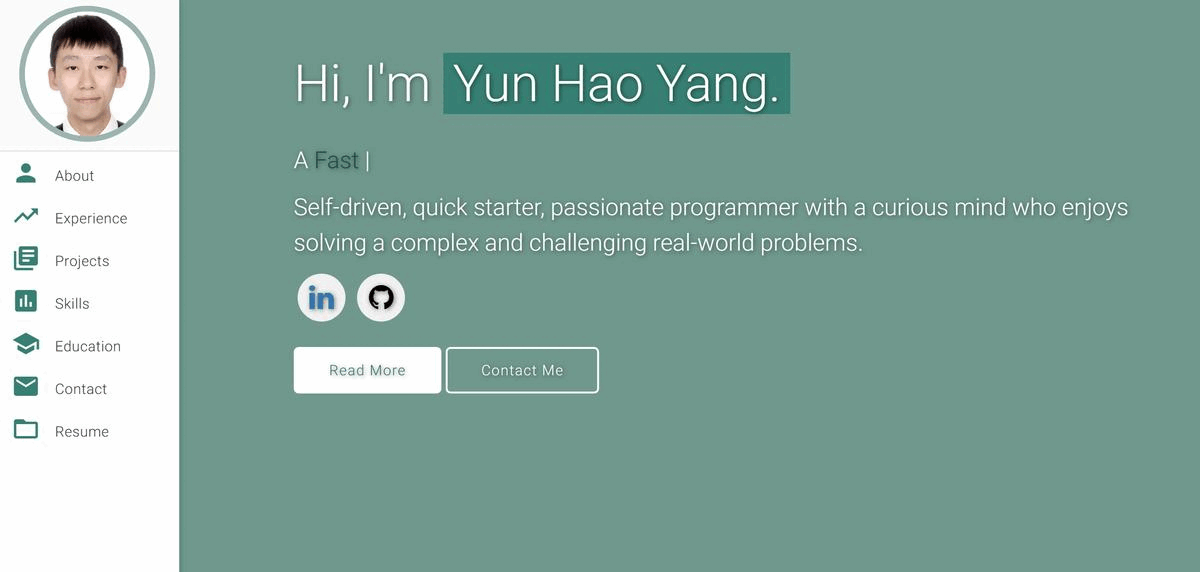 About
Experience
Projects
Skills
Education
Contact
Resume
Hi, I'm Yun Hao Yang.
A Fast |
Self-driven, quick starter, passionate programmer with a curious mind who enjoys
solving a complex and challenging real-world problems.
in
Read More Contact Me